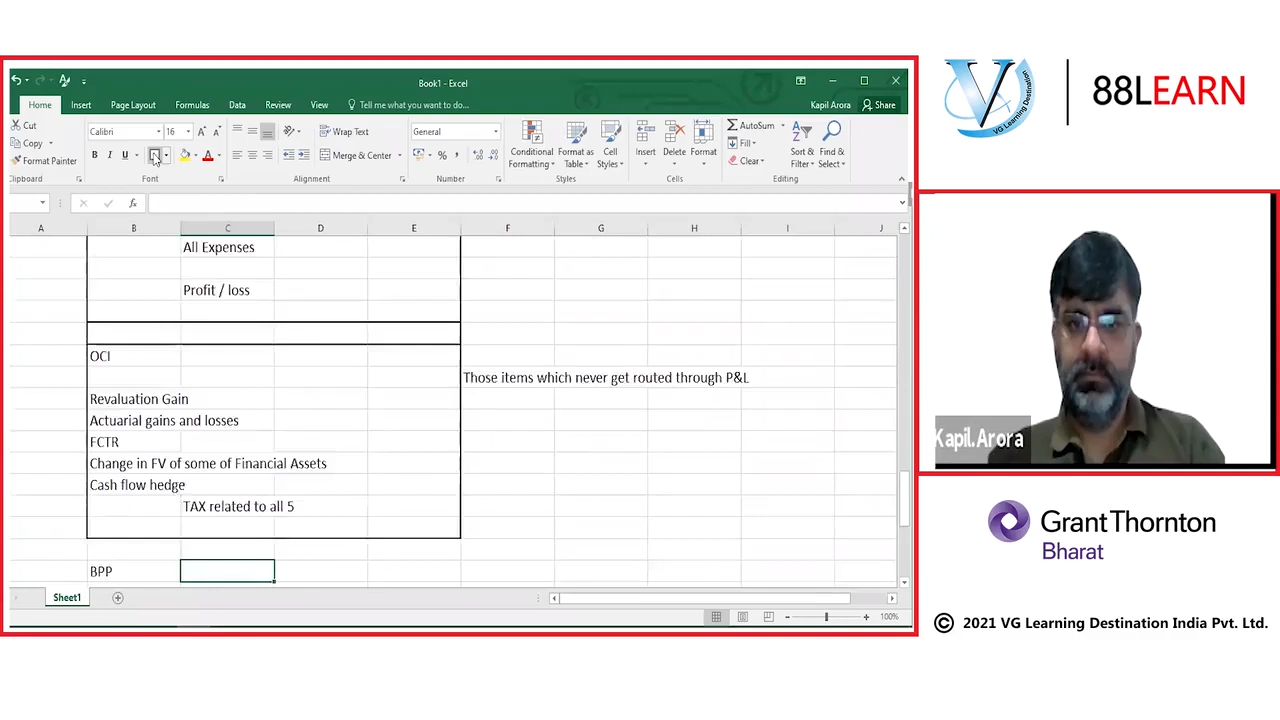 Book1 - Excel
Home Insert Page Layout Formulas Data Review View Tell me what you want to do... Kapil Arora Share
Cut
Copy
Format Painter
Clipboard
Calibri 16
B I U
Font
Wrap Text
Merge & Center
Alignment
General
Number
Conditional Formatting
Format as Table
Cell Styles
Styles
Insert Delete Format
Cells
AutoSum
Fill
Clear
Sort & Filter
Find & Select
Editing
fx
A B C D E F G H I J
All Expenses
Profit / loss
OCI
Those items which never get routed through P&L
Revaluation Gain
Actuarial gains and losses
FCTR
Change in FV of some of Financial Assets
Cash flow hedge
TAX related to all 5
BPP
Sheet1
100%
V
VG Learning Destination
88LEARN
Kapil.Arora
Grant Thornton
Bharat
© 2021 VG Learning Destination India Pvt. Ltd.